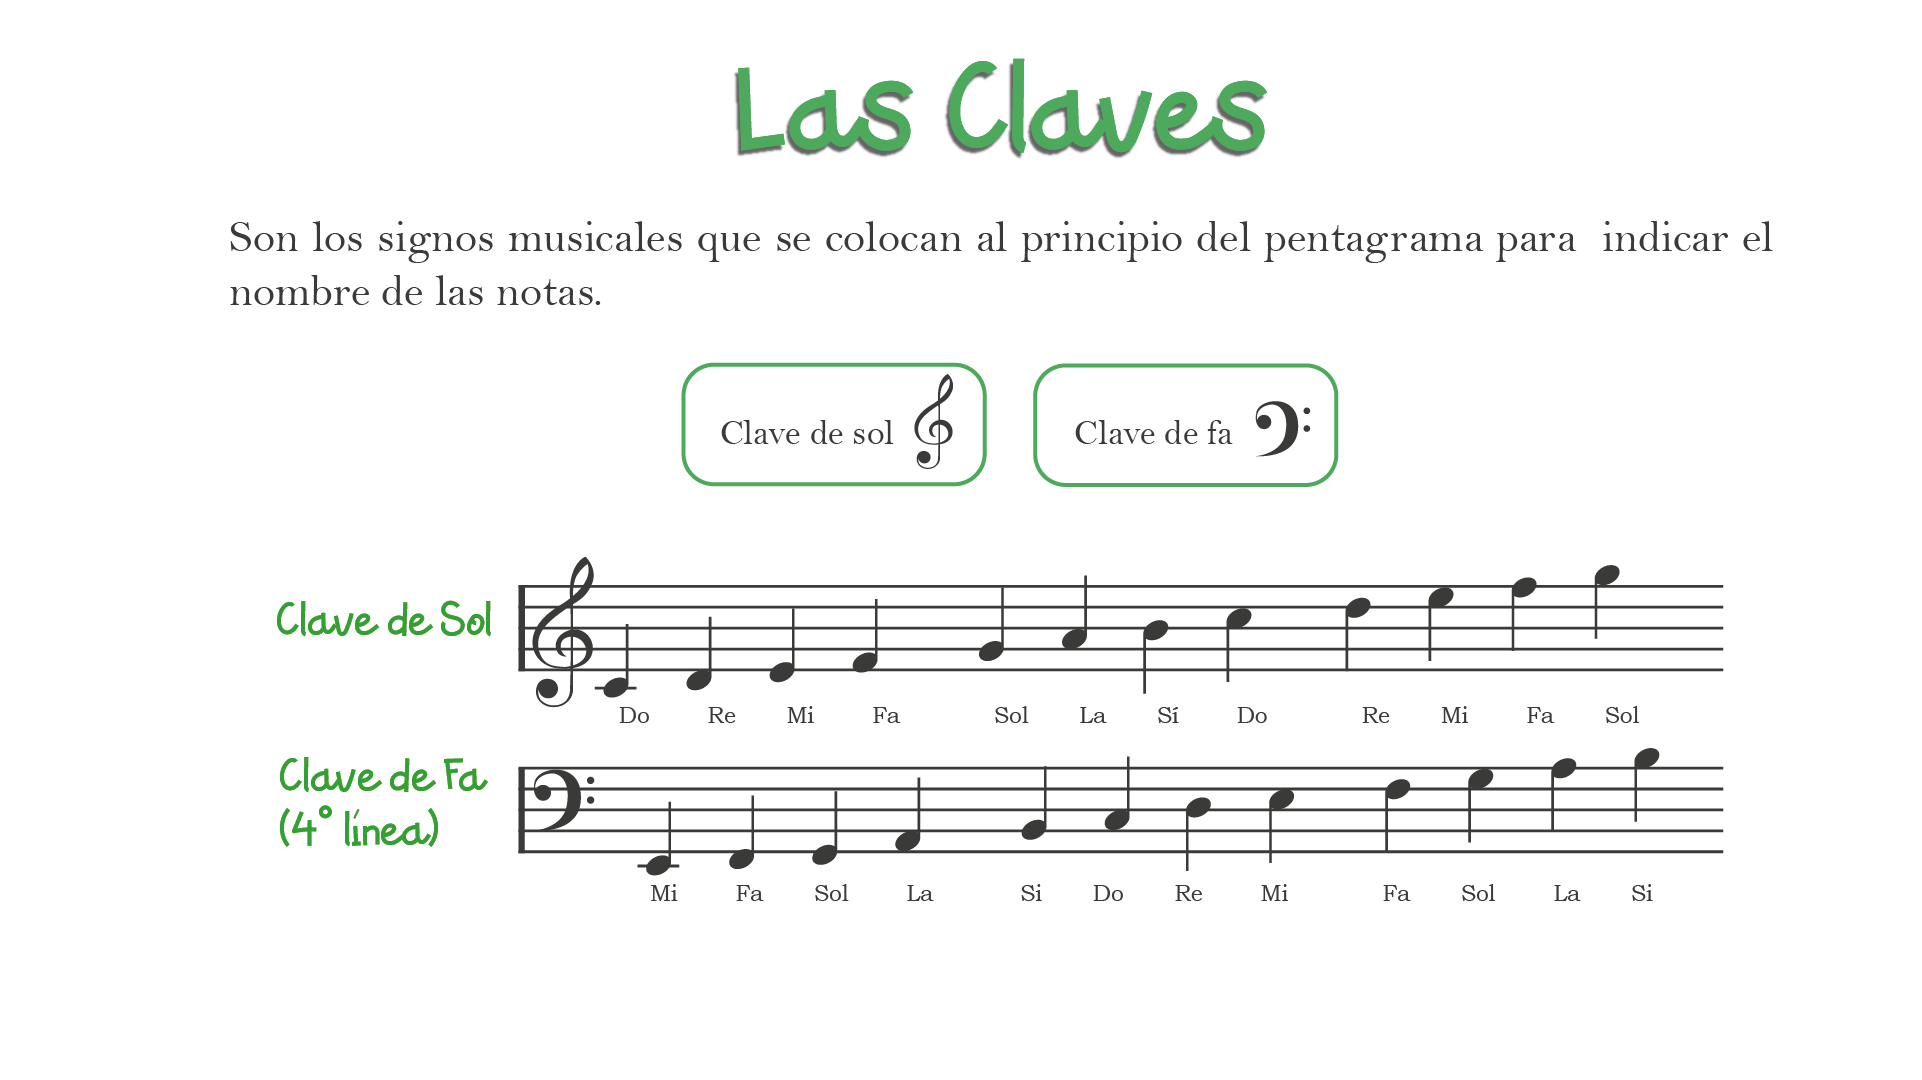 Las Claves
Son los signos musicales que se colocan al principio del pentagrama para indicar el
nombre de las notas.
Clave de sol
Clave de fa
Clave de Sol
Do Re Mi Fa Sol La Sí Do Re Mi Fa Sol
Clave de Fa
(4° línea)
Mi Fa Sol La Si Do Re Mi Fa Sol La Si